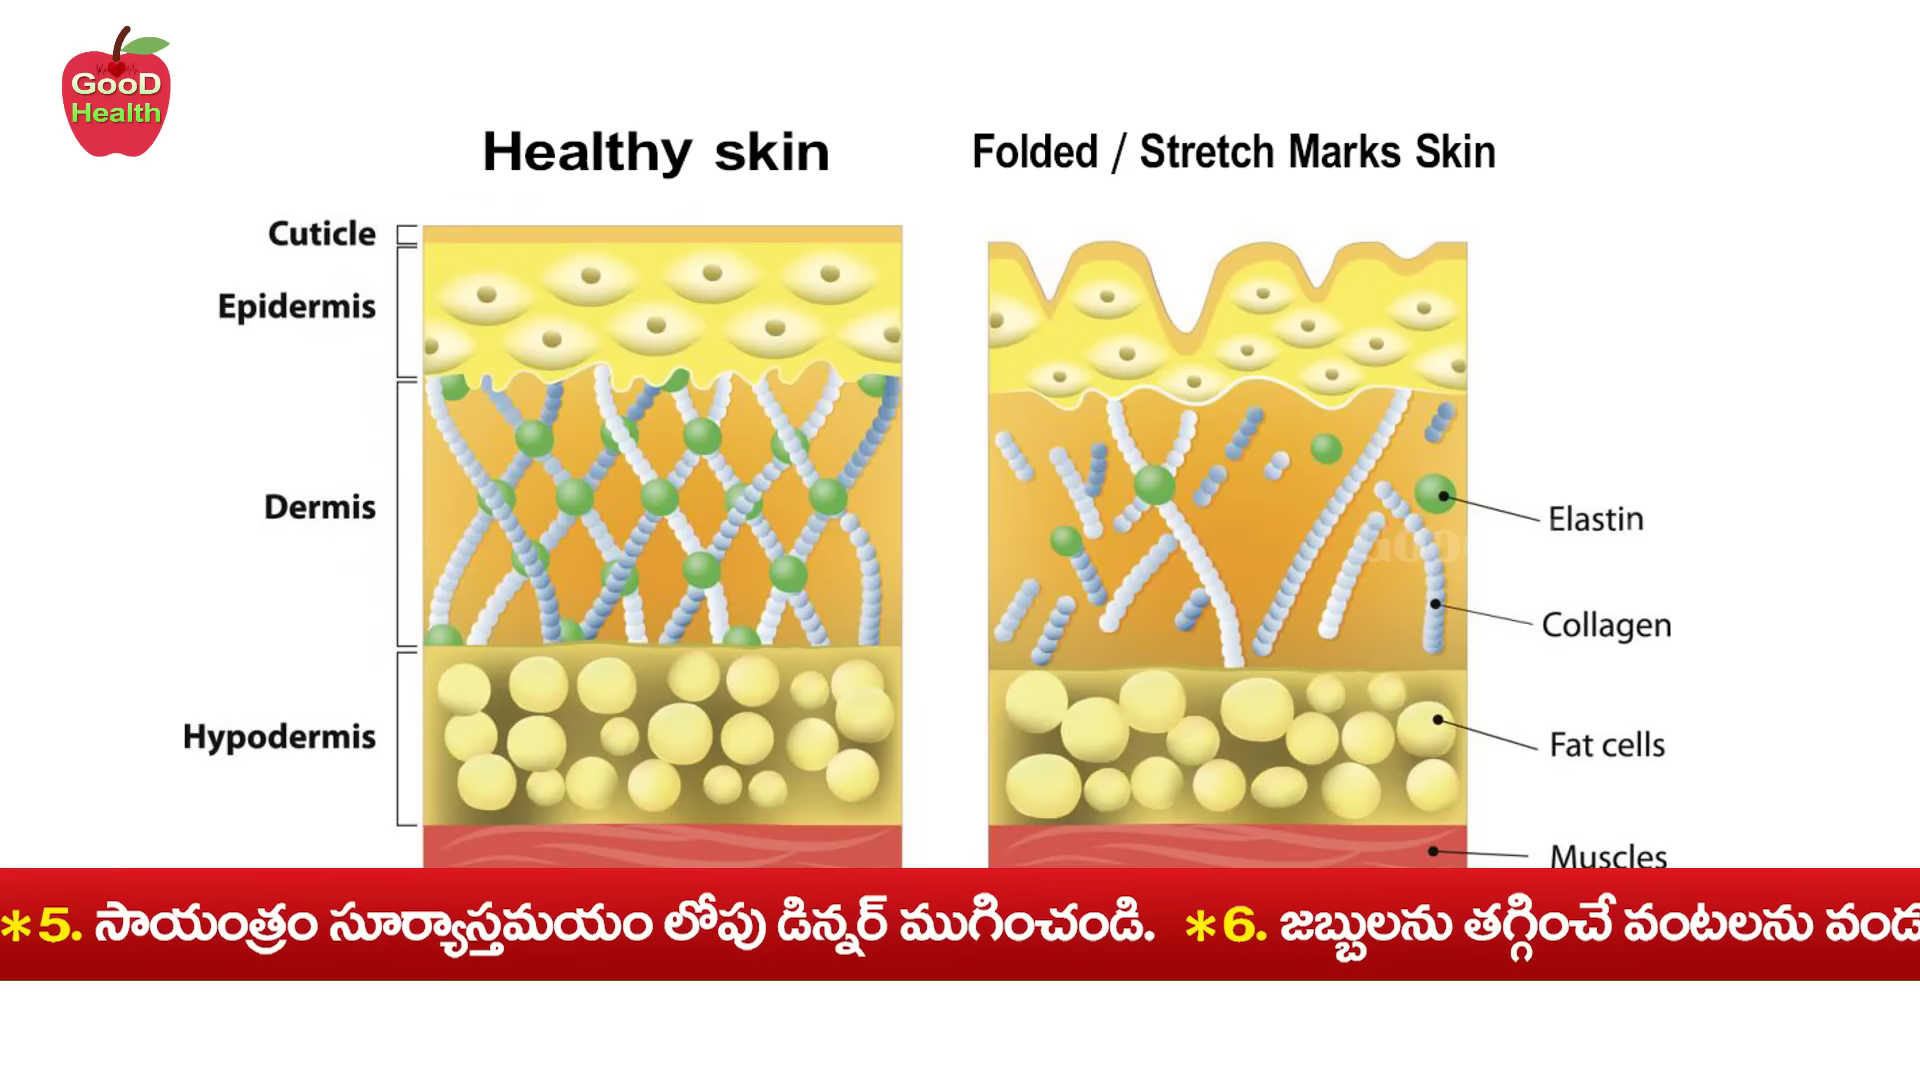 GooD
Health
Healthy skin
Folded / Stretch Marks Skin
Cuticle
Epidermis
Dermis
Hypodermis
Elastin
Collagen
Fat cells
Muscles
GOO
*5. సాయంత్రం సూర్యాస్తమయం లోపు డిన్నర్ ముగించండి. *6. జబ్బులను తగ్గించే వంటలను